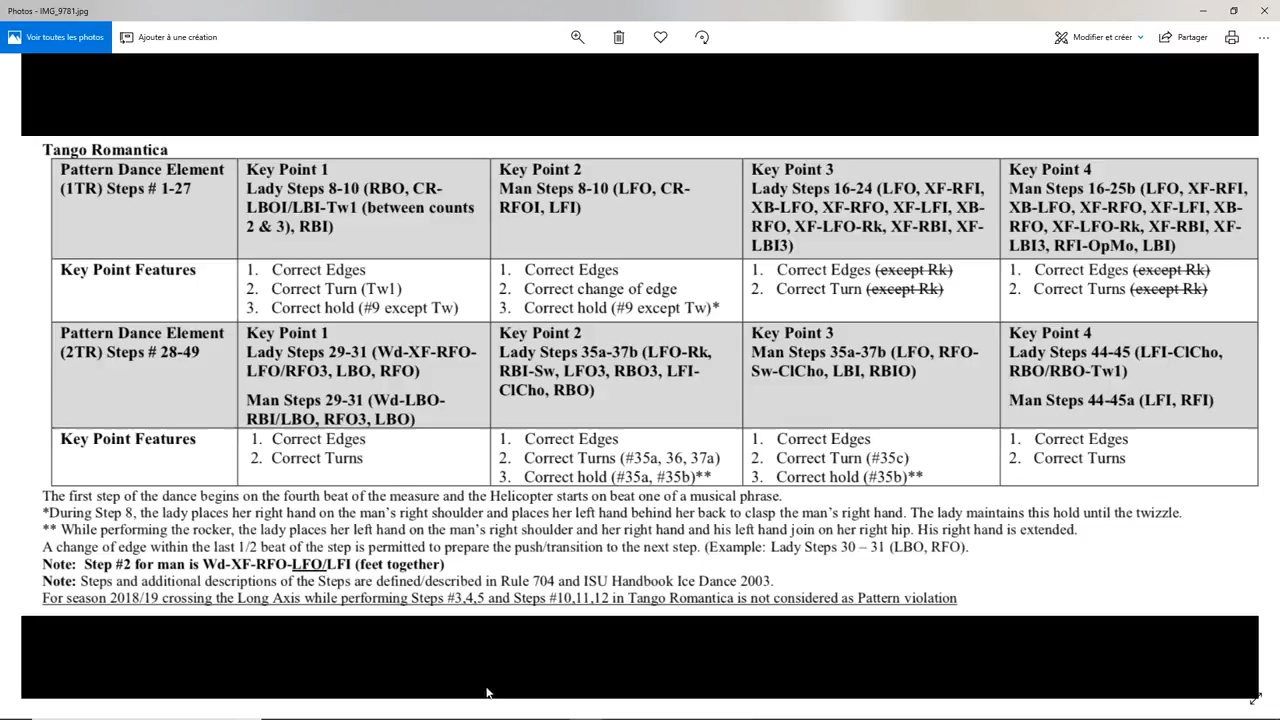 Photos - IMG_9781.jpg
Voir toutes les photos
Ajouter à une création
Modifier et créer
Partager
Tango Romantica
Pattern Dance Element
(1TR) Steps # 1-27
Key Point 1
Lady Steps 8-10 (RBO, CR-
LBOI/LBI-Tw1 (between counts
2 & 3), RBI)
Key Point 2
Man Steps 8-10 (LFO, CR-
RFOI, LFI)
Key Point 3
Lady Steps 16-24 (LFO, XF-RFI,
XB-LFO, XF-RFO, XF-LFI, XB-
RFO, XF-LFO-Rk, XF-RBI, XF-
LBI3)
Key Point 4
Man Steps 16-25b (LFO, XF-RFI,
XB-LFO, XF-RFO, XF-LFI, XB-
RFO, XF-LFO-Rk, XF-RBI, XF-
LBI3, RFI-OpMo, LBI)
Key Point Features
1. Correct Edges
2. Correct Turn (Tw1)
3. Correct hold (#9 except Tw)
1. Correct Edges
2. Correct change of edge
3. Correct hold (#9 except Tw)*
1. Correct Edges (except Rk)
2. Correct Turn (except Rk)
1. Correct Edges (except Rk)
2. Correct Turns (except Rk)
Pattern Dance Element
(2TR) Steps # 28-49
Key Point 1
Lady Steps 29-31 (Wd-XF-RFO-
LFO/RFO3, LBO, RFO)
Man Steps 29-31 (Wd-LBO-
RBI/LBO, RFO3, LBO)
Key Point 2
Lady Steps 35a-37b (LFO-Rk,
RBI-Sw, LFO3, RBO3, LFI-
ClCho, RBO)
Key Point 3
Man Steps 35a-37b (LFO, RFO-
Sw-ClCho, LBI, RBIO)
Key Point 4
Lady Steps 44-45 (LFI-ClCho,
RBO/RBO-Tw1)
Man Steps 44-45a (LFI, RFI)
Key Point Features
1. Correct Edges
2. Correct Turns
1. Correct Edges
2. Correct Turns (#35a, 36, 37a)
3. Correct hold (#35a, #35b)**
1. Correct Edges
2. Correct Turn (#35c)
3. Correct hold (#35b)**
1. Correct Edges
2. Correct Turns
The first step of the dance begins on the fourth beat of the measure and the Helicopter starts on beat one of a musical phrase.
*During Step 8, the lady places her right hand on the man's right shoulder and places her left hand behind her back to clasp the man's right hand. The lady maintains this hold until the twizzle.
** While performing the rocker, the lady places her left hand on the man's right shoulder and her right hand and his left hand join on her right hip. His right hand is extended.
A change of edge within the last 1/2 beat of the step is permitted to prepare the push/transition to the next step. (Example: Lady Steps 30 – 31 (LBO, RFO).
Note: Step #2 for man is Wd-XF-RFO-LFO/LFI (feet together)
Note: Steps and additional descriptions of the Steps are defined/described in Rule 704 and ISU Handbook Ice Dance 2003.
For season 2018/19 crossing the Long Axis while performing Steps #3,4,5 and Steps #10,11,12 in Tango Romantica is not considered as Pattern violation